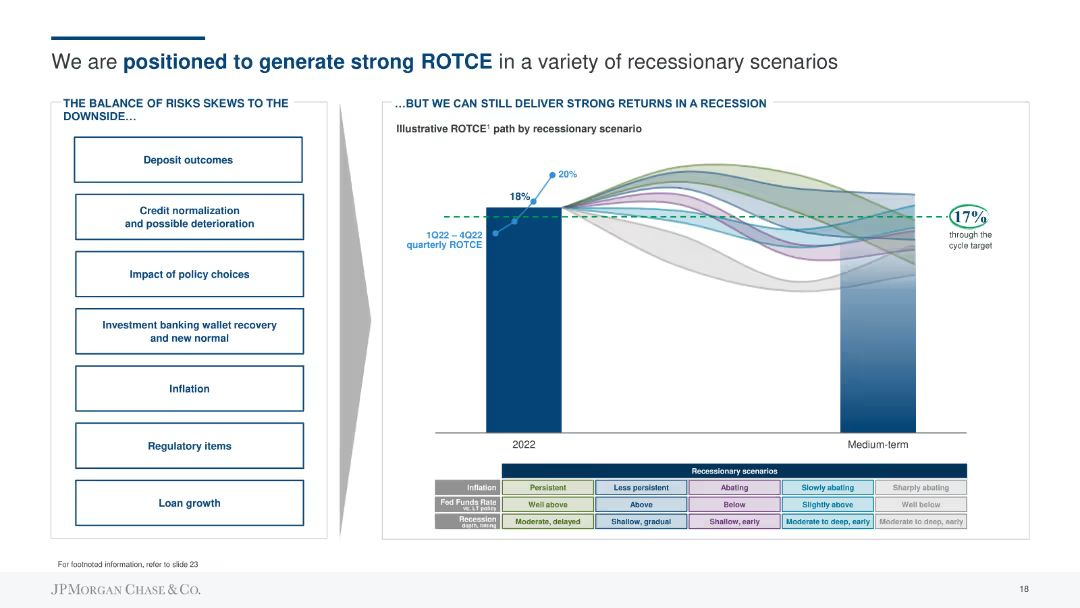 We are positioned to generate strong ROTCE in a variety of recessionary scenarios
THE BALANCE OF RISKS SKEWS TO THE
DOWNSIDE…
Deposit outcomes
Credit normalization
and possible deterioration
Impact of policy choices
Investment banking wallet recovery
and new normal
Inflation
Regulatory items
Loan growth
…BUT WE CAN STILL DELIVER STRONG RETURNS IN A RECESSION
Illustrative ROTCE¹ path by recessionary scenario
20%
18%
1Q22 – 4Q22
quarterly ROTCE
17%
through the
cycle target
2022
Medium-term
Recessionary scenarios
Inflation Persistent Less persistent Abating Slowly abating Sharply abating
Fed Funds Rate Well above Above Below Slightly above Well below
vs. LT policy
Recession Moderate, delayed Shallow, gradual Shallow, early Moderate to deep, early Moderate to deep, early
depth, timing
For footnoted information, refer to slide 23
JPMORGAN CHASE & CO.
18